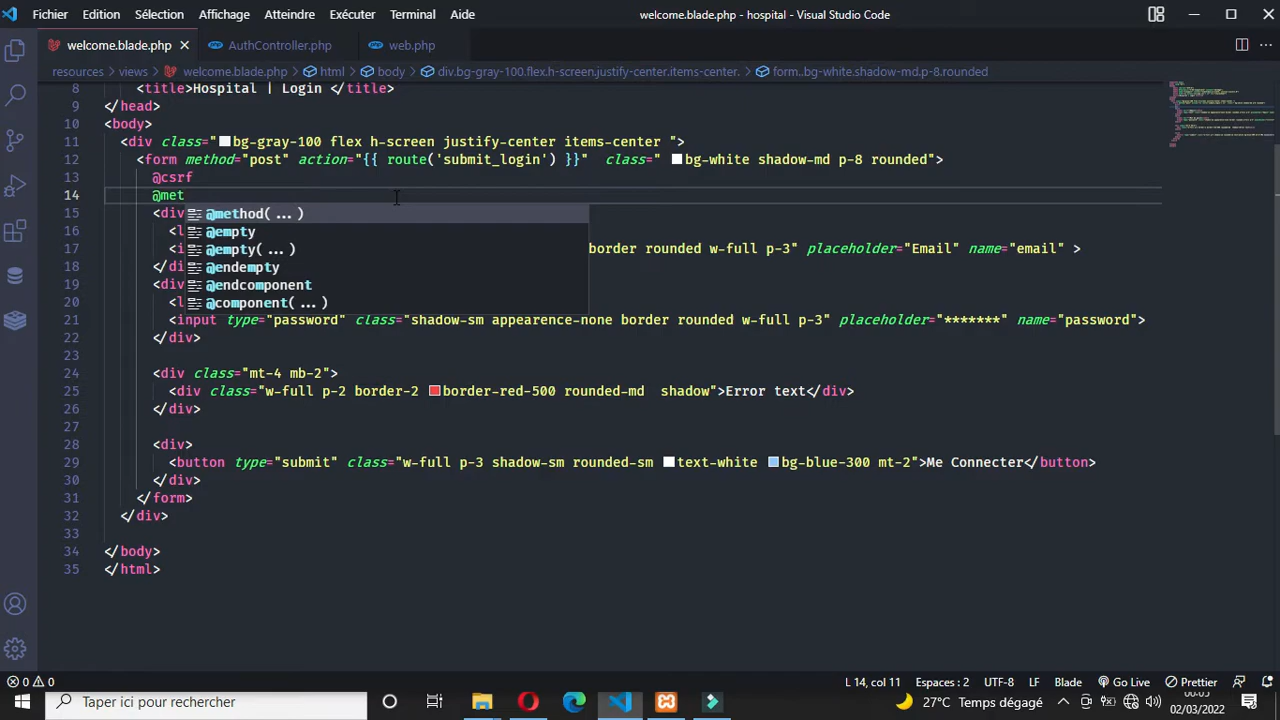 Fichier Edition Sélection Affichage Atteindre Exécuter Terminal Aide welcome.blade.php - hospital - Visual Studio Code
welcome.blade.php AuthController.php web.php
resources > views > welcome.blade.php > html > body > div.bg-gray-100.flex.h-screen.justify-center.items-center. > form..bg-white.shadow-md.p-8.rounded
8 <title>Hospital | Login </title>
9 </head>
10 <body>
11 <div class=" bg-gray-100 flex h-screen justify-center items-center ">
12 <form method="post" action="{{ route('submit_login') }}" class=" bg-white shadow-md p-8 rounded">
13 @csrf
14 @met
15 <div @method( ... )
16 <l @empty
17 <i @empty( ... ) border rounded w-full p-3" placeholder="Email" name="email" >
18 </di @endempty
19 <div @endcomponent
20 <l @component( ... )
21 <input type="password" class="shadow-sm appearence-none border rounded w-full p-3" placeholder="*******" name="password">
22 </div>
23
24 <div class="mt-4 mb-2">
25 <div class="w-full p-2 border-2 border-red-500 rounded-md shadow">Error text</div>
26 </div>
27
28 <div>
29 <button type="submit" class="w-full p-3 shadow-sm rounded-sm text-white bg-blue-300 mt-2">Me Connecter</button>
30 </div>
31 </form>
32 </div>
33
34 </body>
35 </html>
0 0 L 14, col 11 Espaces : 2 UTF-8 LF Blade Go Live Prettier
Taper ici pour rechercher 27°C Temps dégagé 00:05
02/03/2022